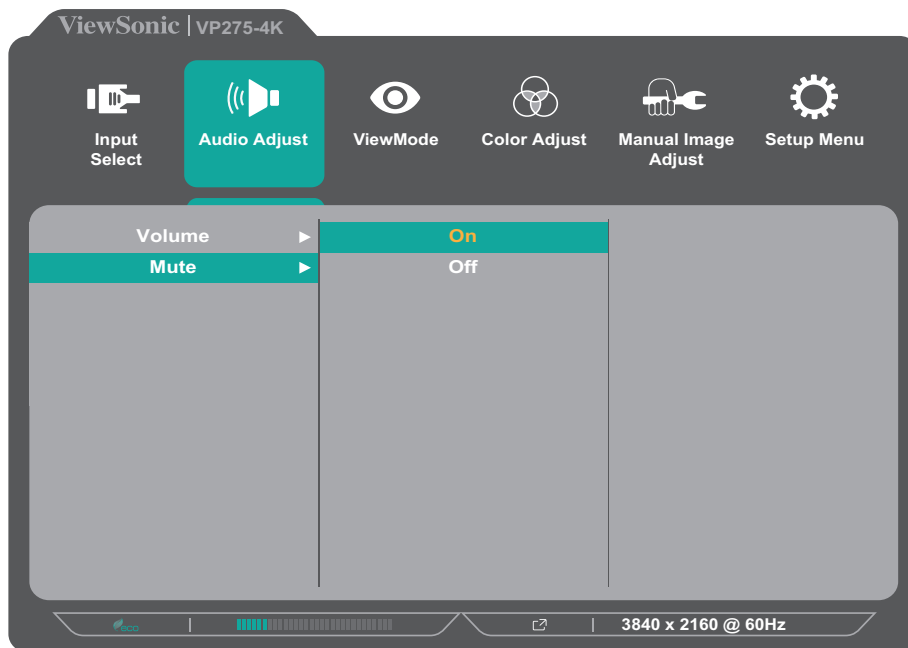 ViewSonic | VP275-4K
Input Select
Audio Adjust
ViewMode
Color Adjust
Manual Image Adjust
Setup Menu
Volume
On
Mute
Off
eco
3840 x 2160 @ 60Hz